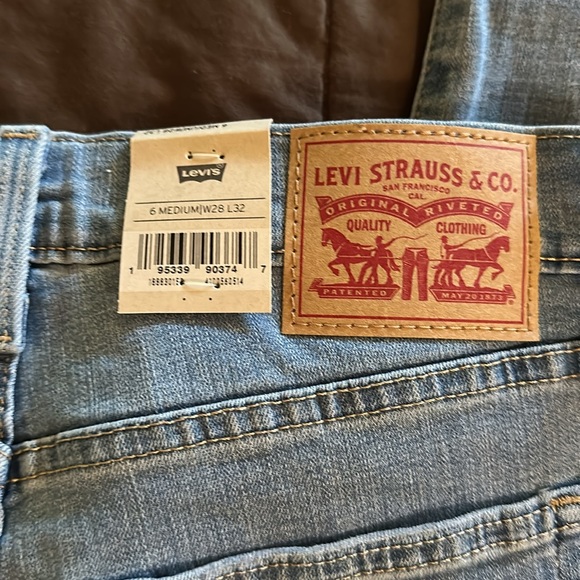 LEVI'S
6 MEDIUM|W28 L32
1 95339 90374 7
LEVI STRAUSS & CO.
SAN FRANCISCO
CAL.
ORIGINAL RIVETED
QUALITY CLOTHING
PATENTED MAY 20 1873